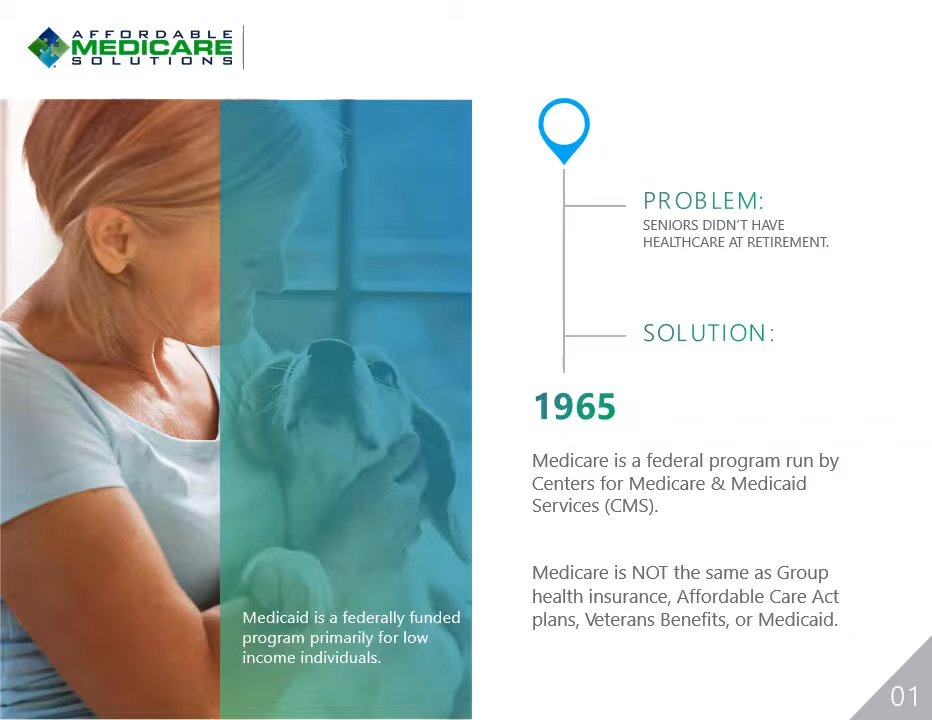 AFFORDABLE
MEDICARE
SOLUTIONS
PROBLEM:
SENIORS DIDN'T HAVE
HEALTHCARE AT RETIREMENT.
SOLUTION:
1965
Medicare is a federal program run by
Centers for Medicare & Medicaid
Services (CMS).
Medicare is NOT the same as Group
health insurance, Affordable Care Act
plans, Veterans Benefits, or Medicaid.
Medicaid is a federally funded
program primarily for low
income individuals.
01